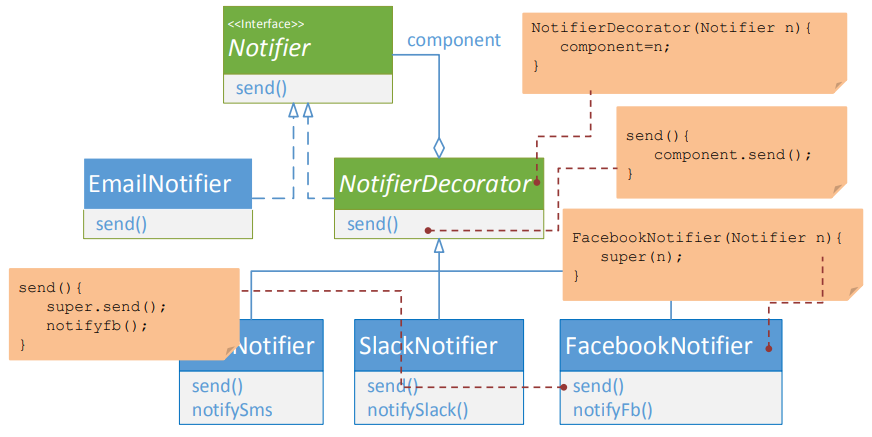 <<Interface>>
Notifier
send()
component
NotifierDecorator(Notifier n){
component=n;
}
send(){
component.send();
}
EmailNotifier
send()
NotifierDecorator
send()
FacebookNotifier(Notifier n){
super(n);
}
send(){
super.send();
notifyfb();
}
Notifier
send()
notifySms
SlackNotifier
send()
notifySlack()
FacebookNotifier
send()
notifyFb()